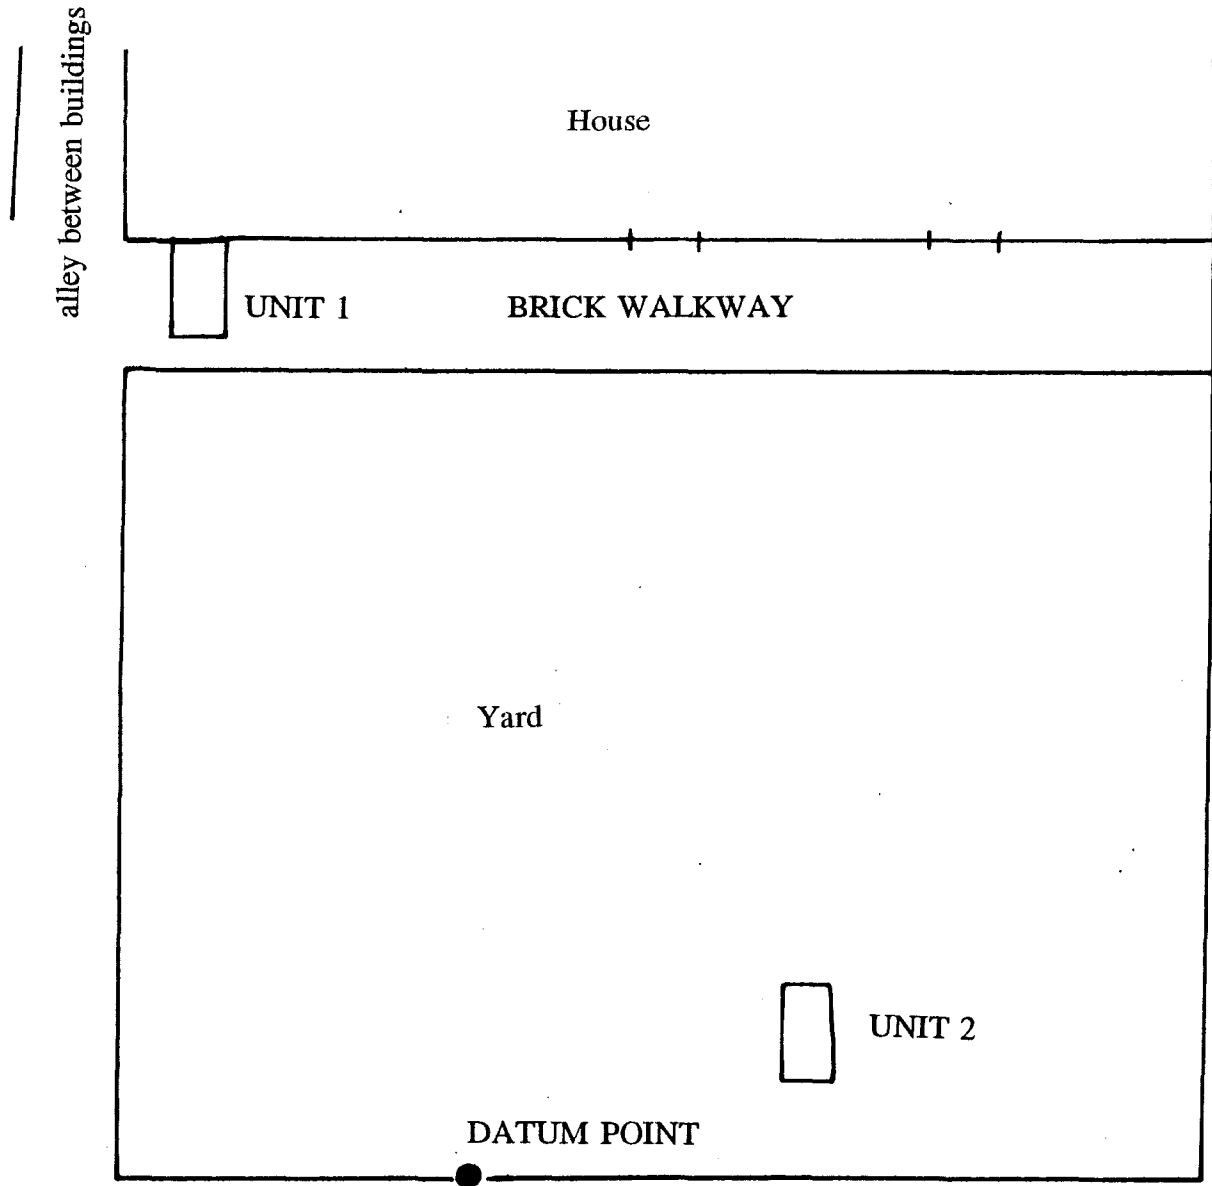 alley between buildings
House
UNIT 1
BRICK WALKWAY
Yard
UNIT 2
DATUM POINT